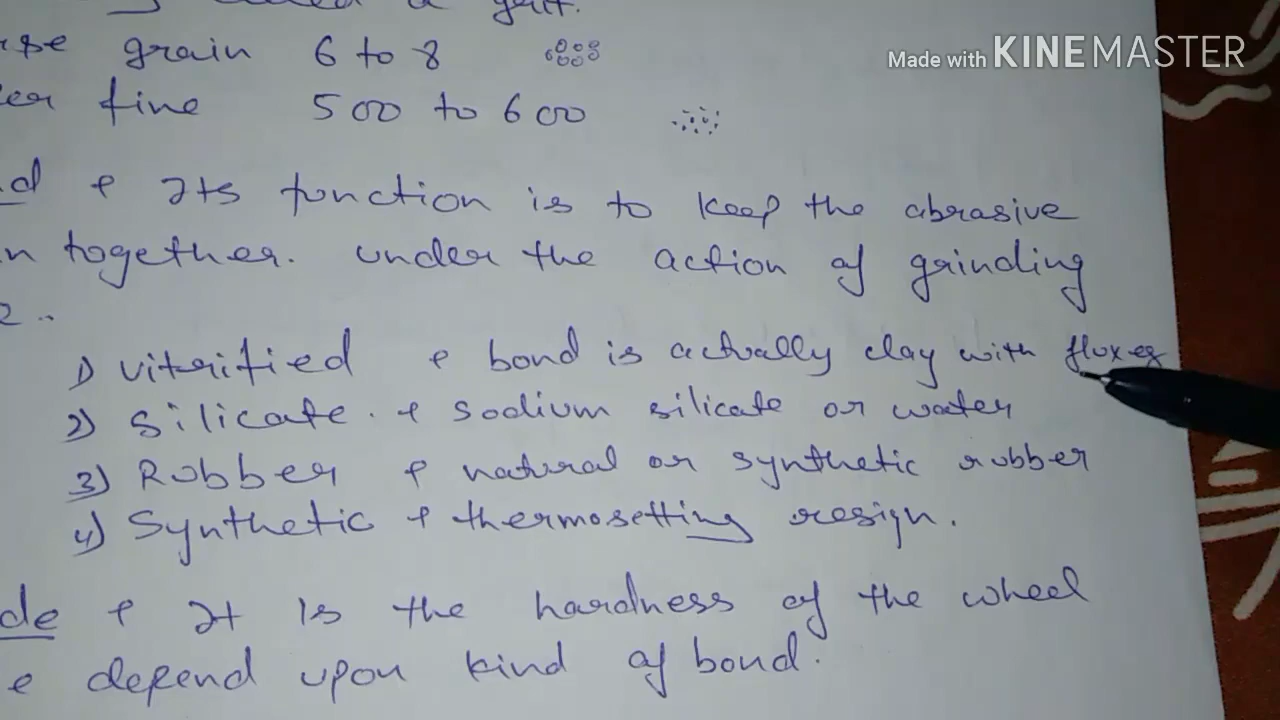 a grit.
grain 6 to 8
Made with KINEMASTER
fine 500 to 600
d & Its function is to keep the abrasive
n together. under the action of grinding
1) vitrified & bond is actually clay with fluxes
2) Silicate. & Sodium silicate or water
3) Rubber & natural or synthetic rubber
4) Synthetic & thermosetting resign.
de & It is the hardness of the wheel
e depend upon kind of bond.